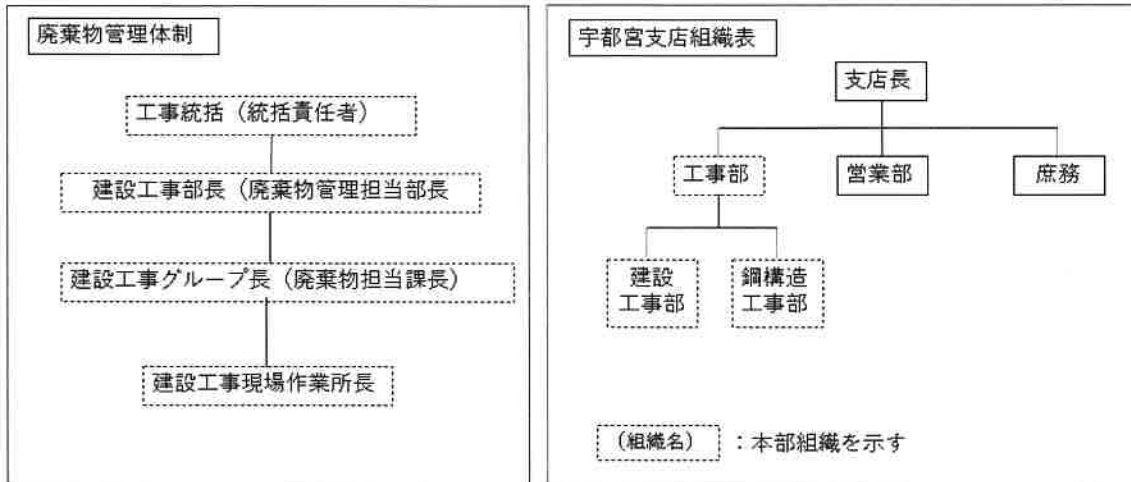 廃棄物管理体制
工事統括（統括責任者）
建設工事部長（廃棄物管理担当部長
建設工事グループ長（廃棄物担当課長）
建設工事現場作業所長
宇都宮支店組織表
支店長
工事部
営業部
庶務
建設
工事部
鋼構造
工事部
（組織名）：本部組織を示す